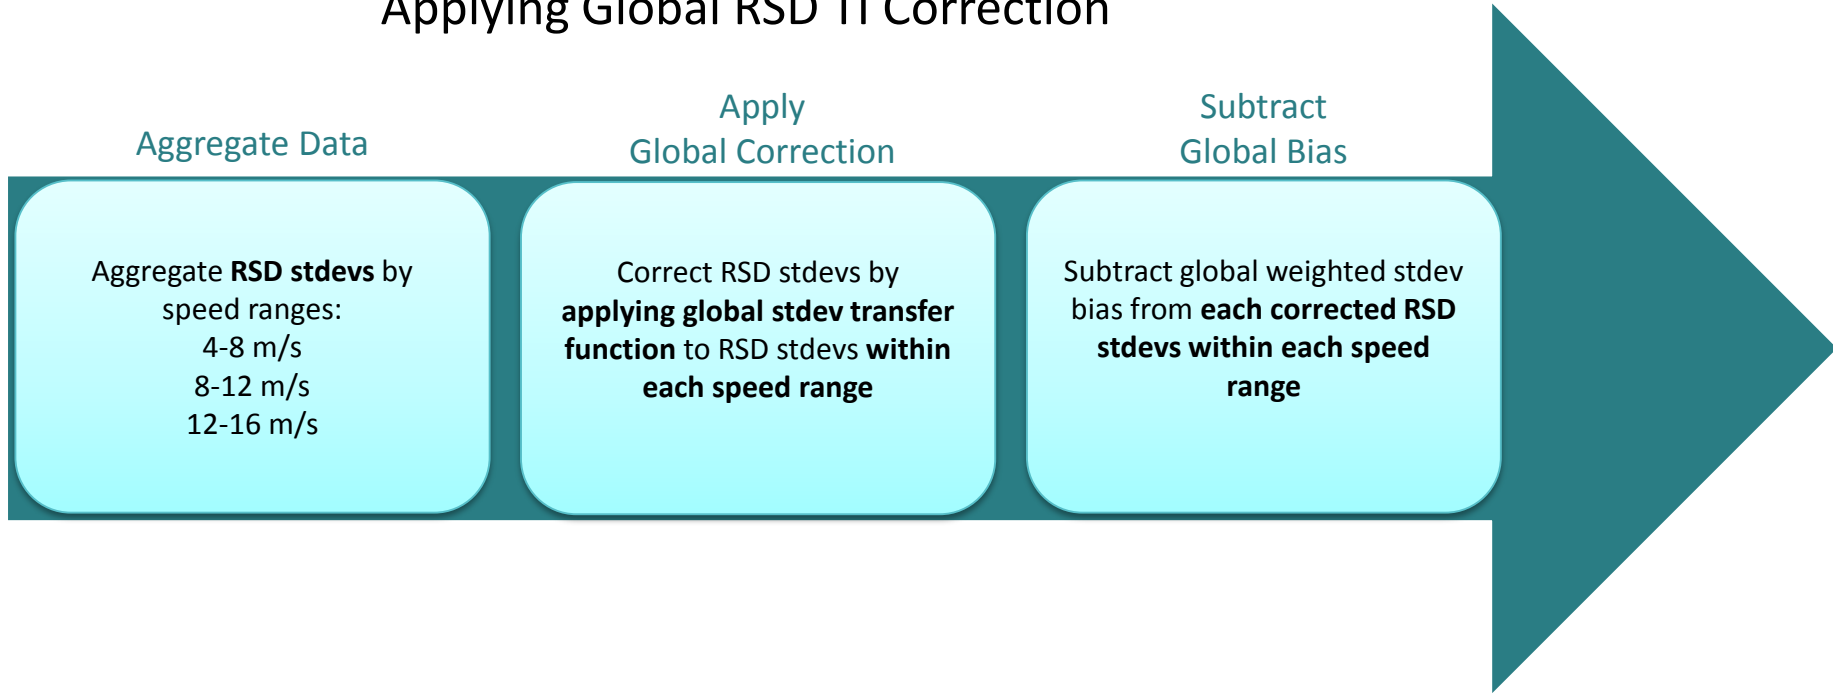 Applying Global RSD TI Correction
Aggregate Data
Aggregate RSD stdevs by
speed ranges:
4-8 m/s
8-12 m/s
12-16 m/s
Apply
Global Correction
Correct RSD stdevs by
applying global stdev transfer
function to RSD stdevs within
each speed range
Subtract
Global Bias
Subtract global weighted stdev
bias from each corrected RSD
stdevs within each speed
range